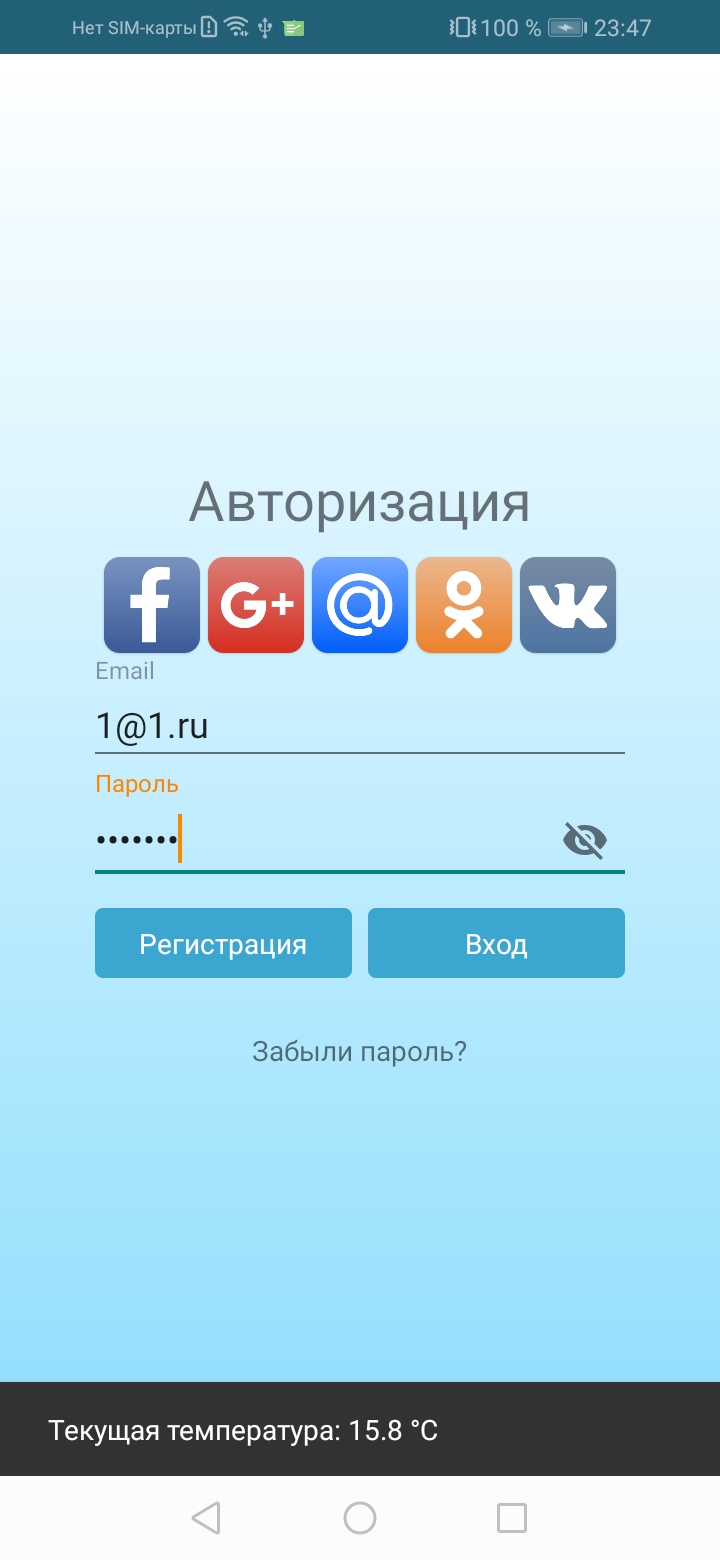 Нет SIM-карты 100 % 23:47
Авторизация
f G+ @ VK
Email
1@1.ru
Пароль
•••••••
Регистрация Вход
Забыли пароль?
Текущая температура: 15.8 °C